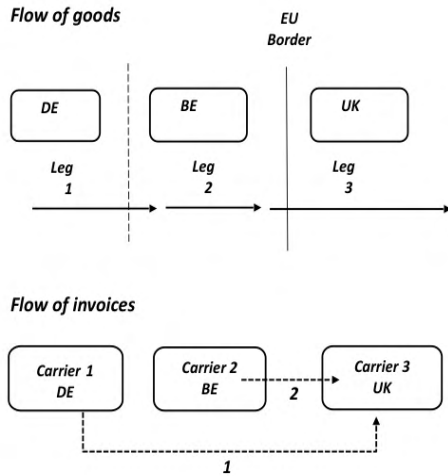 Flow of goods
EU
Border
DE
BE
UK
Leg
1
Leg
2
Leg
3
Flow of invoices
Carrier 1
DE
Carrier 2
BE
Carrier 3
UK
2
1